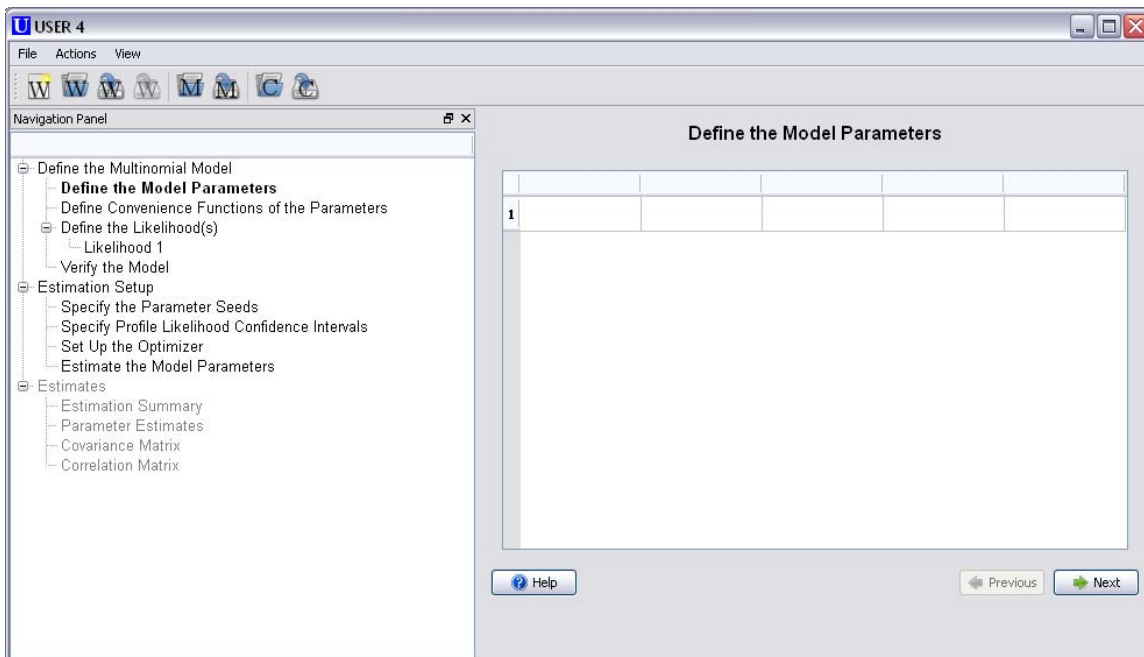 U USER 4
File Actions View
W W W W M M C C
Navigation Panel
Define the Multinomial Model
Define the Model Parameters
Define Convenience Functions of the Parameters
Define the Likelihood(s)
Likelihood 1
Verify the Model
Estimation Setup
Specify the Parameter Seeds
Specify Profile Likelihood Confidence Intervals
Set Up the Optimizer
Estimate the Model Parameters
Estimates
Estimation Summary
Parameter Estimates
Covariance Matrix
Correlation Matrix
Define the Model Parameters
1
Help
Previous
Next